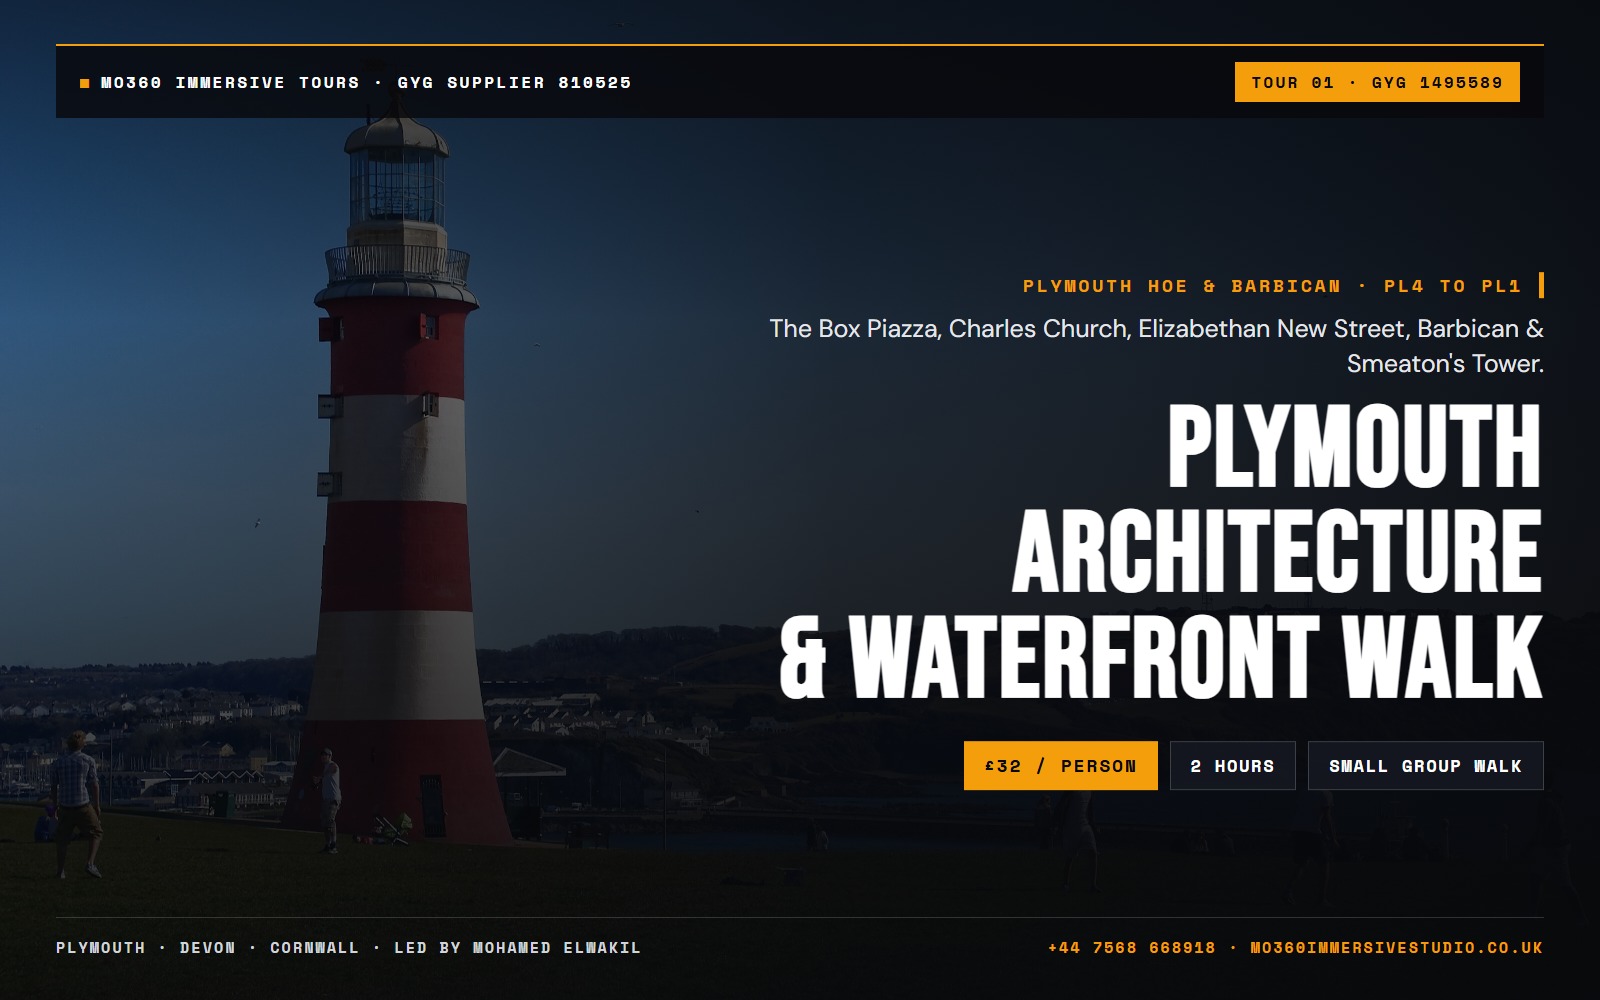 MO360 IMMERSIVE TOURS · GYG SUPPLIER 810525
TOUR 01 · GYG 1495589
PLYMOUTH HOE & BARBICAN · PL4 TO PL1
The Box Piazza, Charles Church, Elizabethan New Street, Barbican &
Smeaton's Tower.
PLYMOUTH
ARCHITECTURE
& WATERFRONT WALK
£32 / PERSON
2 HOURS
SMALL GROUP WALK
PLYMOUTH · DEVON · CORNWALL · LED BY MOHAMED ELWAKIL
+44 7568 668918 · MO360IMMERSIVESTUDIO.CO.UK